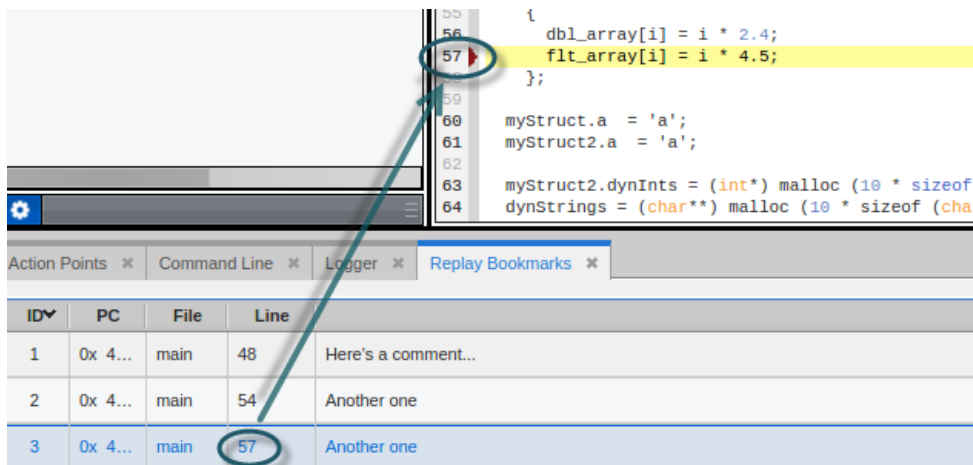 55 {
56 dbl_array[i] = i * 2.4;
57 flt_array[i] = i * 4.5;
58 };
59
60 myStruct.a = 'a';
61 myStruct2.a = 'a';
62
63 myStruct2.dynInts = (int*) malloc (10 * sizeof
64 dynStrings = (char**) malloc (10 * sizeof (cha
Action Points Command Line Logger Replay Bookmarks
ID PC File Line
1 0x 4... main 48 Here's a comment...
2 0x 4... main 54 Another one
3 0x 4... main 57 Another one